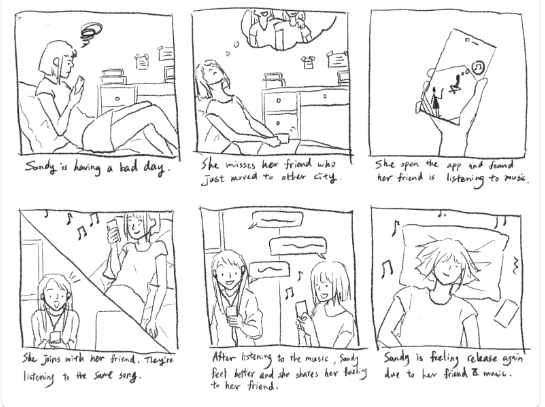 Sandy is having a bad day.
She misses her friend who
just moved to other city.
She open the app and found
her friend is listening to music.
She joins with her friend. They're
listening to the same song.
After listening to the music, Sandy
feel better and she shares her feeling
to her friend.
Sandy is feeling release again
due to her friend & music.